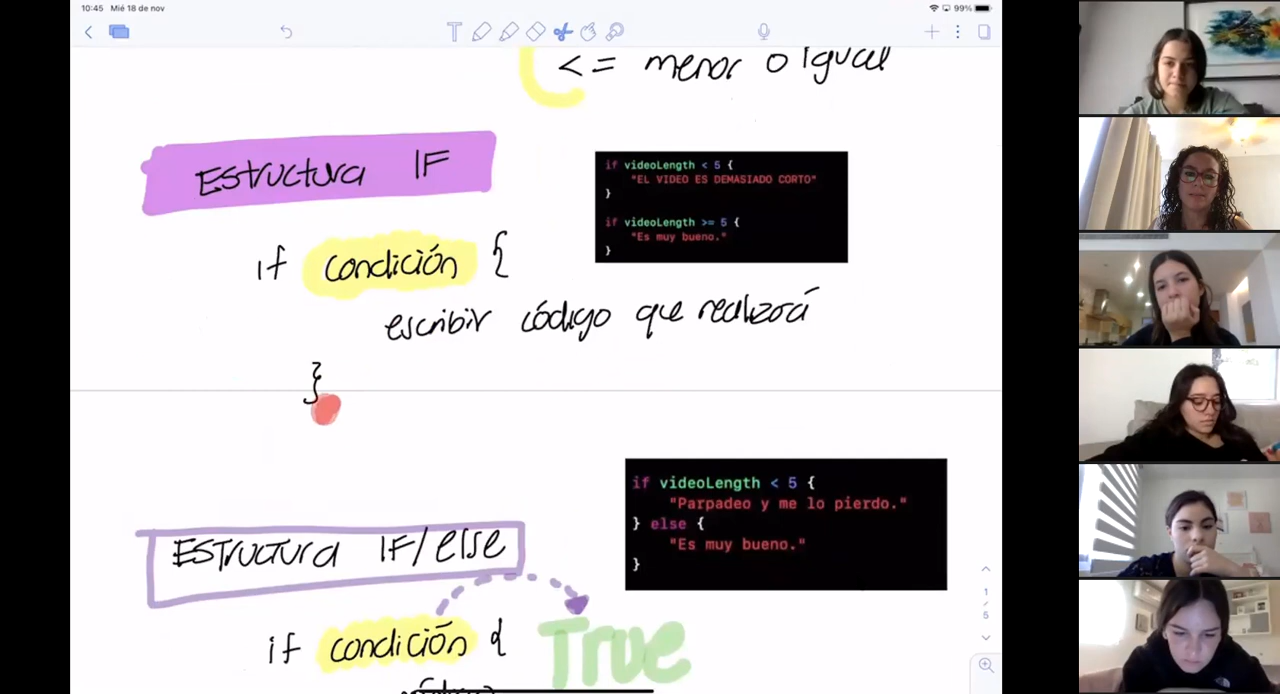 10:45 Mié 18 de nov
99%
<= menor o igual
Estructura IF
if videoLength < 5 {
"EL VIDEO ES DEMASIADO CORTO"
}
if videoLength >= 5 {
"Es muy bueno."
}
if condición {
escribir código que realizará
}
if videoLength < 5 {
"Parpadeo y me lo pierdo."
} else {
"Es muy bueno."
}
ESTRUCTURA IF/else
1
/
5
if condición {
True